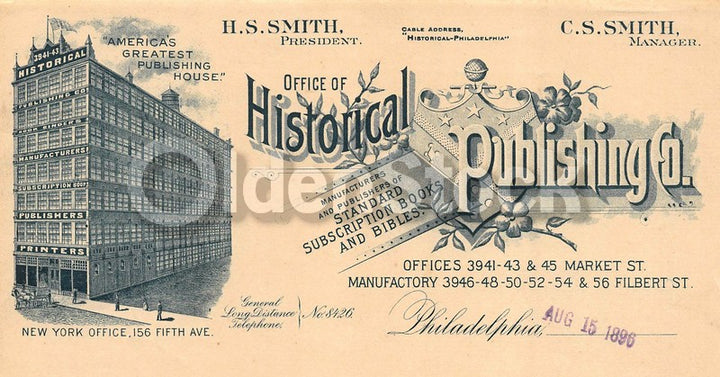 H.S.SMITH,
PRESIDENT.
CABLE ADDRESS,
"HISTORICAL-PHILADELPHIA"
C.S.SMITH,
MANAGER.
"AMERICA'S
GREATEST
PUBLISHING
HOUSE."
3941-43
HISTORICAL
PUBLISHING CO
BOOK BINDERS
MANUFACTURERS
SUBSCRIPTION BOOKS
PUBLISHERS
PRINTERS
OFFICE OF
Historical
Publishing Co.
MANUFACTURERS
AND PUBLISHERS OF
STANDARD
SUBSCRIPTION BOOKS
AND BIBLES.
OFFICES 3941-43 & 45 MARKET ST.
MANUFACTORY 3946-48-50-52-54 & 56 FILBERT ST.
General
Long Distance
Telephone.
No 8426.
NEW YORK OFFICE, 156 FIFTH AVE.
Philadelphia,
AUG 15 1896